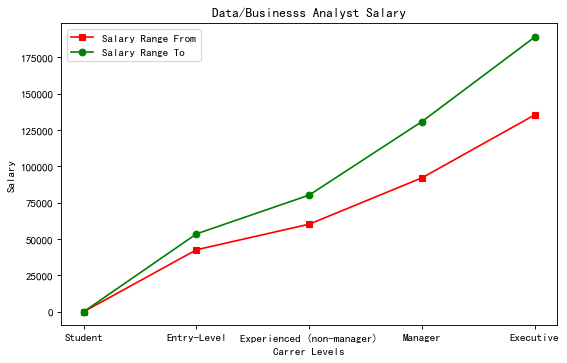 Data/Businesss Analyst Salary
Salary Range From
Salary Range To
Salary
175000
150000
125000
100000
75000
50000
25000
0
Student Entry-Level Experienced (non-manager) Manager Executive
Carrer Levels